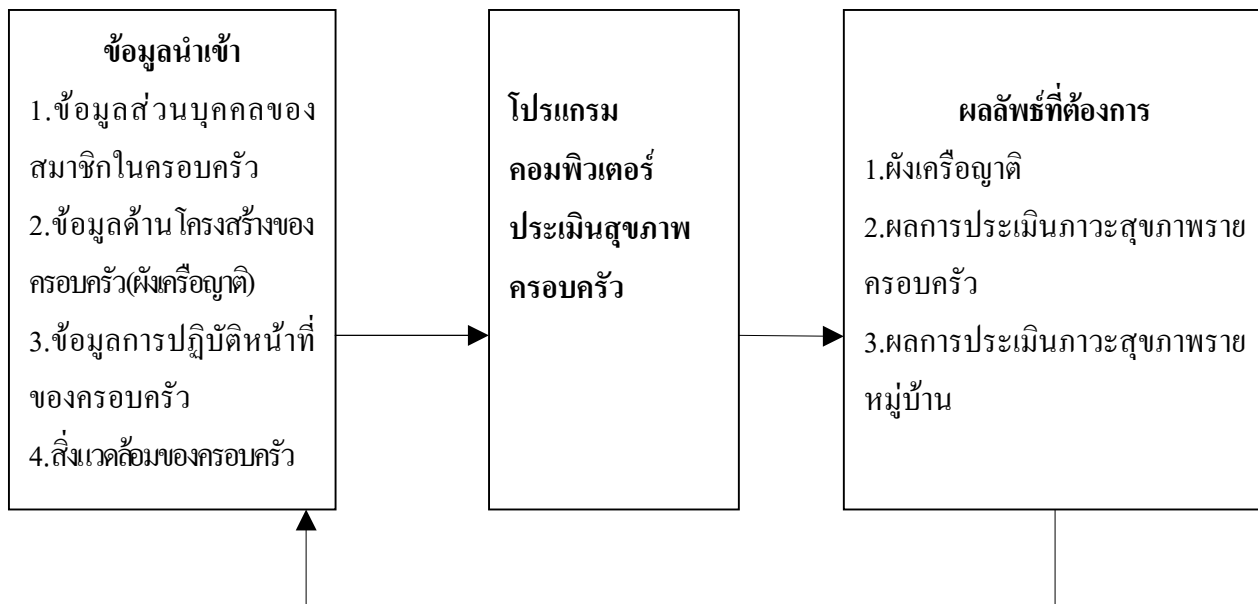 ข้อมูลนำเข้า
1.ข้อมูลส่วนบุคคลของ
สมาชิกในครอบครัว
2.ข้อมูลด้านโครงสร้างของ
ครอบครัว(ผังเครือญาติ)
3.ข้อมูลการปฏิบัติหน้าที่
ของครอบครัว
4.สิ่งแวดล้อมของครอบครัว
โปรแกรม
คอมพิวเตอร์
ประเมินสุขภาพ
ครอบครัว
ผลลัพธ์ที่ต้องการ
1.ผังเครือญาติ
2.ผลการประเมินภาวะสุขภาพราย
ครอบครัว
3.ผลการประเมินภาวะสุขภาพราย
หมู่บ้าน